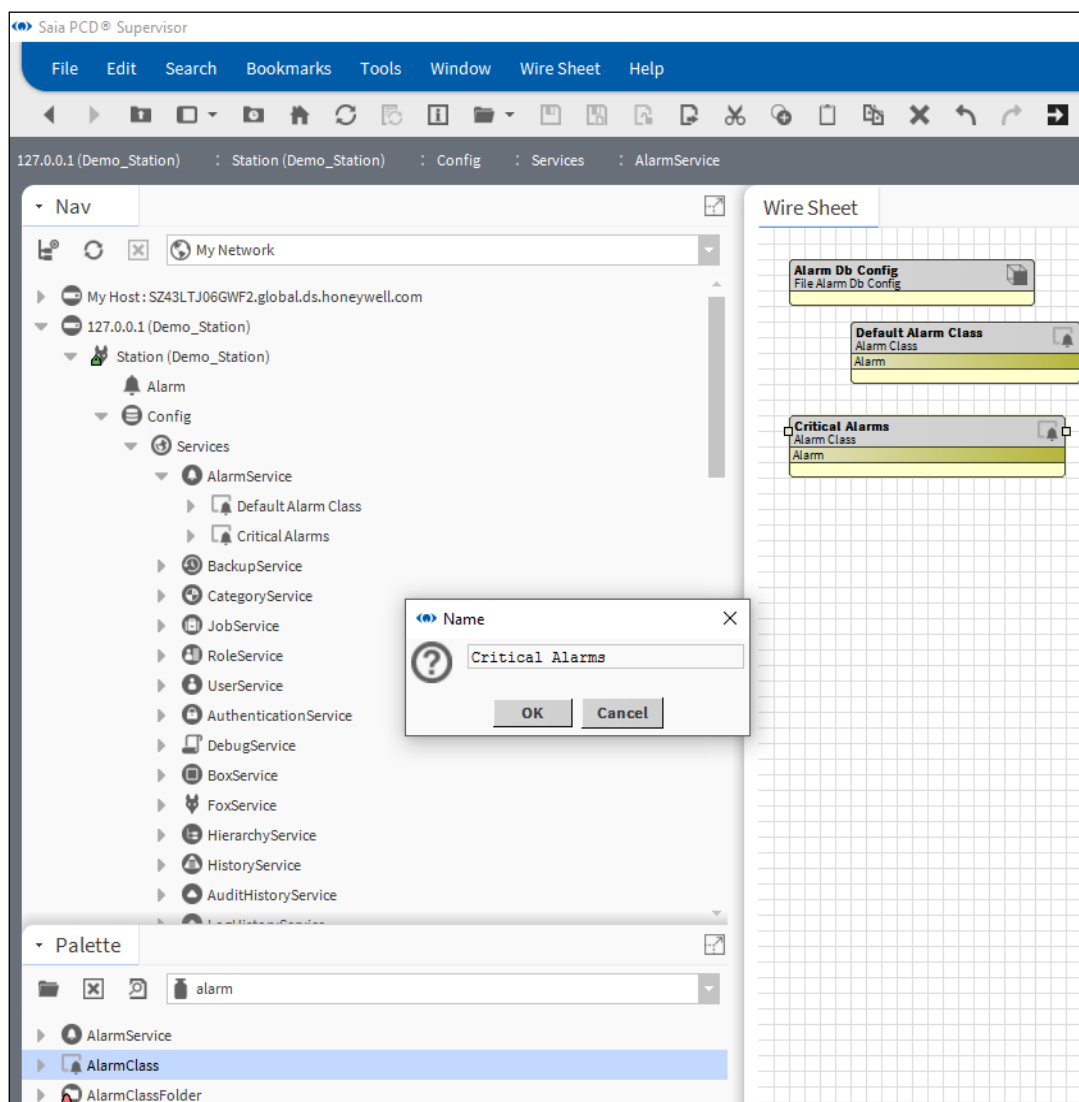 Saia PCD® Supervisor
File Edit Search Bookmarks Tools Window Wire Sheet Help
127.0.0.1 (Demo_Station) : Station (Demo_Station) : Config : Services : AlarmService
Nav
My Network
My Host : SZ43LTJ06GWF2.global.ds.honeywell.com
127.0.0.1 (Demo_Station)
Station (Demo_Station)
Alarm
Config
Services
AlarmService
Default Alarm Class
Critical Alarms
BackupService
CategoryService
JobService
RoleService
UserService
AuthenticationService
DebugService
BoxService
FoxService
HierarchyService
HistoryService
AuditHistoryService
LogHistoryService
Palette
alarm
AlarmService
AlarmClass
AlarmClassFolder
Wire Sheet
Alarm Db Config
File Alarm Db Config
Default Alarm Class
Alarm Class
Alarm
Critical Alarms
Alarm Class
Alarm
Name
Critical Alarms
OK Cancel